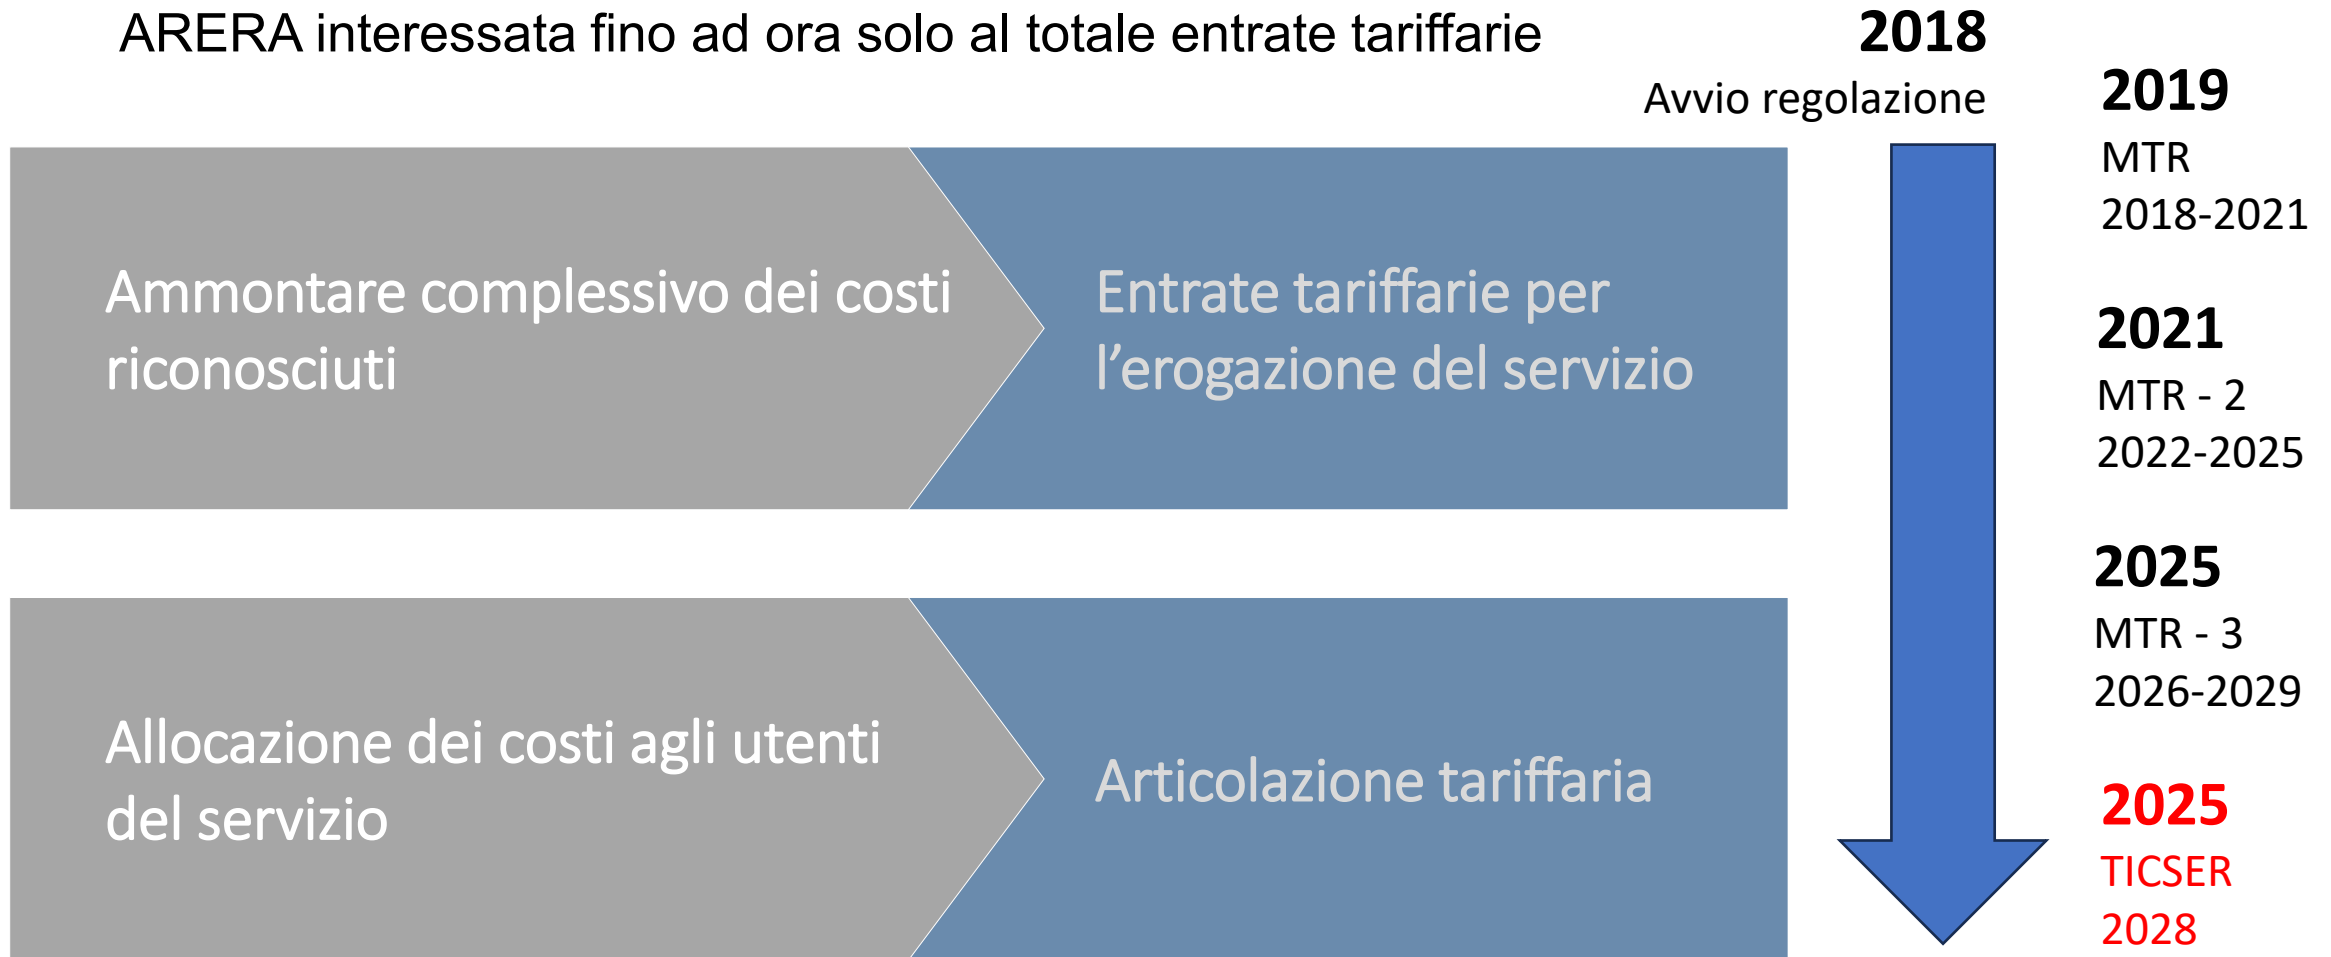 ARERA interessata fino ad ora solo al totale entrate tariffarie
2018
Avvio regolazione
Ammontare complessivo dei costi
riconosciuti
Entrate tariffarie per
l’erogazione del servizio
Allocazione dei costi agli utenti
del servizio
Articolazione tariffaria
2019
MTR
2018-2021
2021
MTR - 2
2022-2025
2025
MTR - 3
2026-2029
2025
TICSER
2028